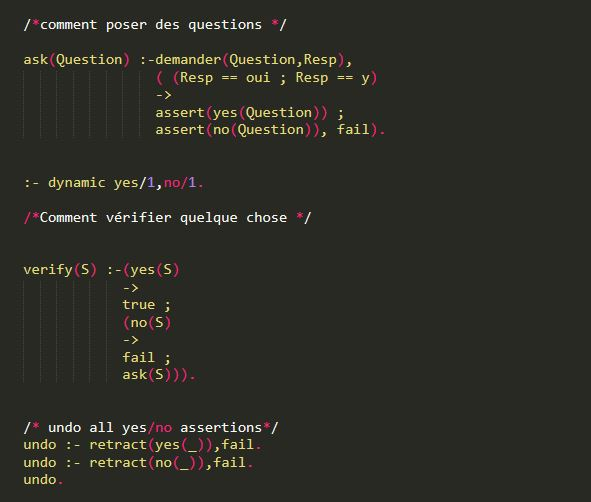 /*comment poser des questions */
ask(Question) :-demander(Question,Resp),
( (Resp == oui ; Resp == y)
->
assert(yes(Question)) ;
assert(no(Question)), fail).
:- dynamic yes/1,no/1.
/*Comment vérifier quelque chose */
verify(S) :-(yes(S)
->
true ;
(no(S)
->
fail ;
ask(S))).
/* undo all yes/no assertions*/
undo :- retract(yes(_)),fail.
undo :- retract(no(_)),fail.
undo.